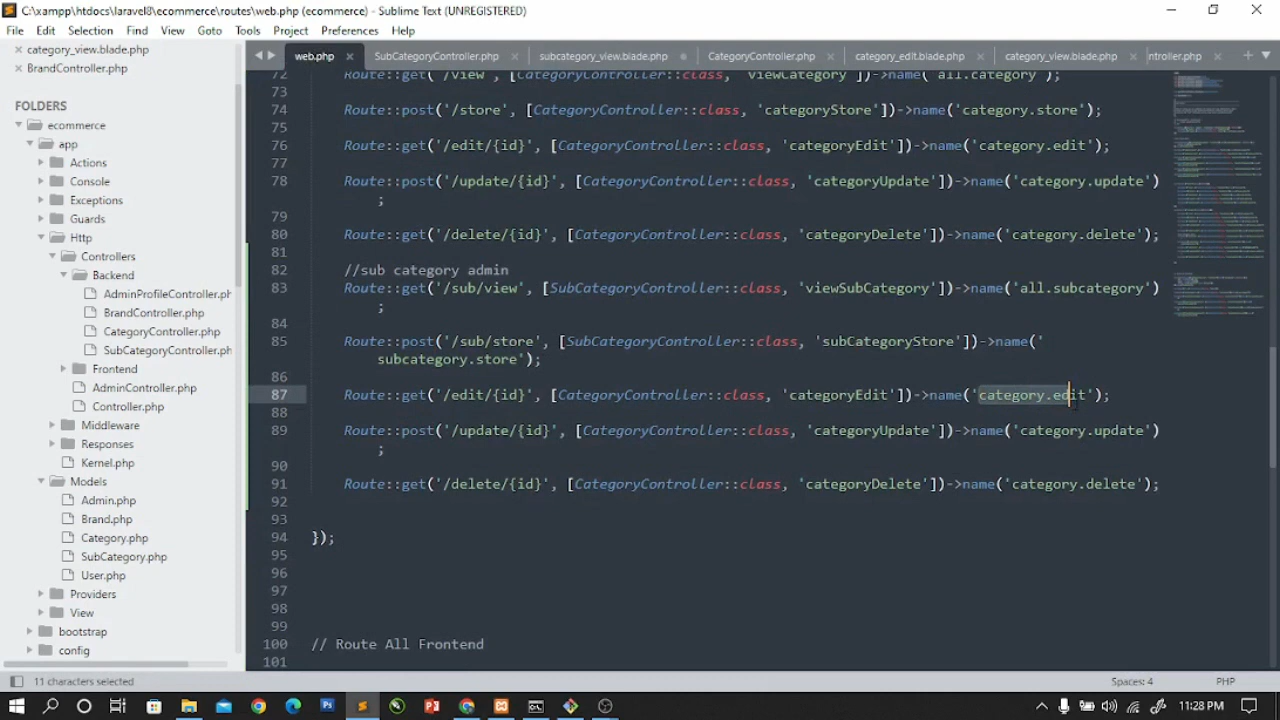 C:\xampp\htdocs\laravel8\ecommerce\routes\web.php (ecommerce) - Sublime Text (UNREGISTERED)
File Edit Selection Find View Goto Tools Project Preferences Help
category_view.blade.php
BrandController.php
FOLDERS
ecommerce
app
Actions
Console
Exceptions
Guards
Http
Controllers
Backend
AdminProfileController.ph
BrandController.php
CategoryController.php
SubCategoryController.ph
Frontend
AdminController.php
Controller.php
Middleware
Responses
Kernel.php
Models
Admin.php
Brand.php
Category.php
SubCategory.php
User.php
Providers
View
bootstrap
config
web.php SubCategoryController.php subcategory_view.blade.php CategoryController.php category_edit.blade.php category_view.blade.php ntroller.php
72 Route::get('/view', [CategoryController::class, 'viewCategory'])->name('all.category');
73
74 Route::post('/store', [CategoryController::class, 'categoryStore'])->name('category.store');
75
76 Route::get('/edit/{id}', [CategoryController::class, 'categoryEdit'])->name('category.edit');
77
78 Route::post('/update/{id}', [CategoryController::class, 'categoryUpdate'])->name('category.update')
;
79
80 Route::get('/delete/{id}', [CategoryController::class, 'categoryDelete'])->name('category.delete');
81
82 //sub category admin
83 Route::get('/sub/view', [SubCategoryController::class, 'viewSubCategory'])->name('all.subcategory')
;
84
85 Route::post('/sub/store', [SubCategoryController::class, 'subCategoryStore'])->name('
subcategory.store');
86
87 Route::get('/edit/{id}', [CategoryController::class, 'categoryEdit'])->name('category.edit');
88
89 Route::post('/update/{id}', [CategoryController::class, 'categoryUpdate'])->name('category.update')
;
90
91 Route::get('/delete/{id}', [CategoryController::class, 'categoryDelete'])->name('category.delete');
92
93
94 });
95
96
97
98
99
100 // Route All Frontend
101
11 characters selected Spaces: 4 PHP
11:28 PM